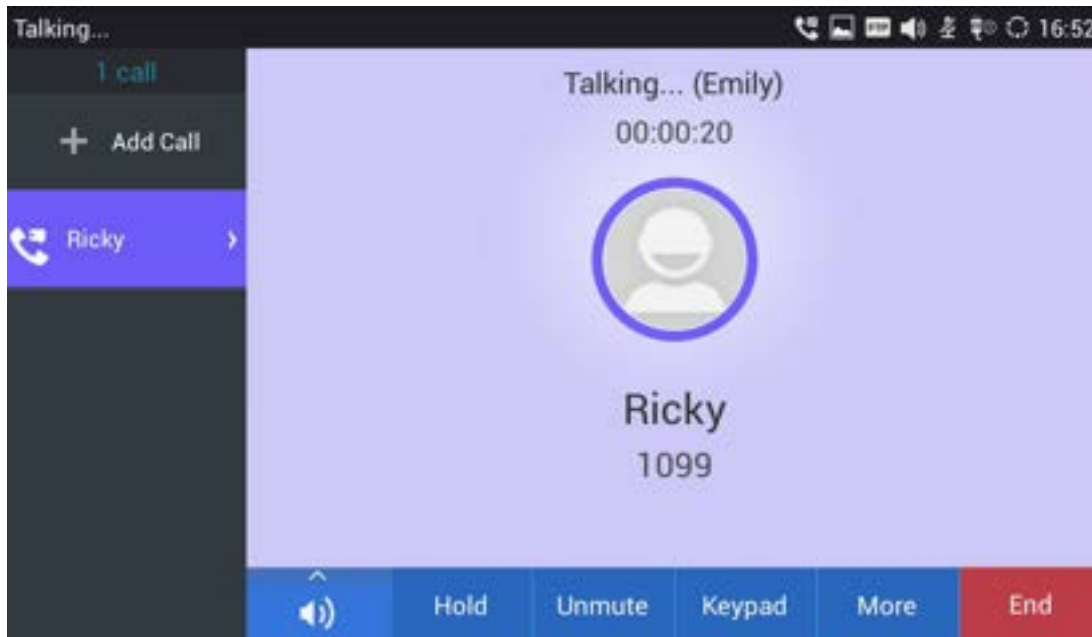 Talking...
16:52
1 call
+ Add Call
Ricky
Talking... (Emily)
00:00:20
Ricky
1099
Hold
Unmute
Keypad
More
End